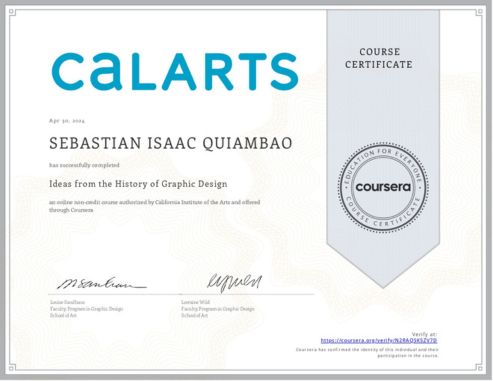 CALARTS
COURSE
CERTIFICATE
Apr 30, 2024
SEBASTIAN ISAAC QUIAMBAO
has successfully completed
Ideas from the History of Graphic Design
an online non-credit course authorized by California Institute of the Arts and offered
through Coursera
EDUCATION FOR EVERYONE
coursera
COURSE CERTIFICATE
Louise Sandhaus
Faculty, Program in Graphic Design
School of Art
Lorraine Wild
Faculty, Program in Graphic Design
School of Art
Verify at:
https://coursera.org/verify/
Coursera has confirmed the identity of this individual and their
participation in the course.